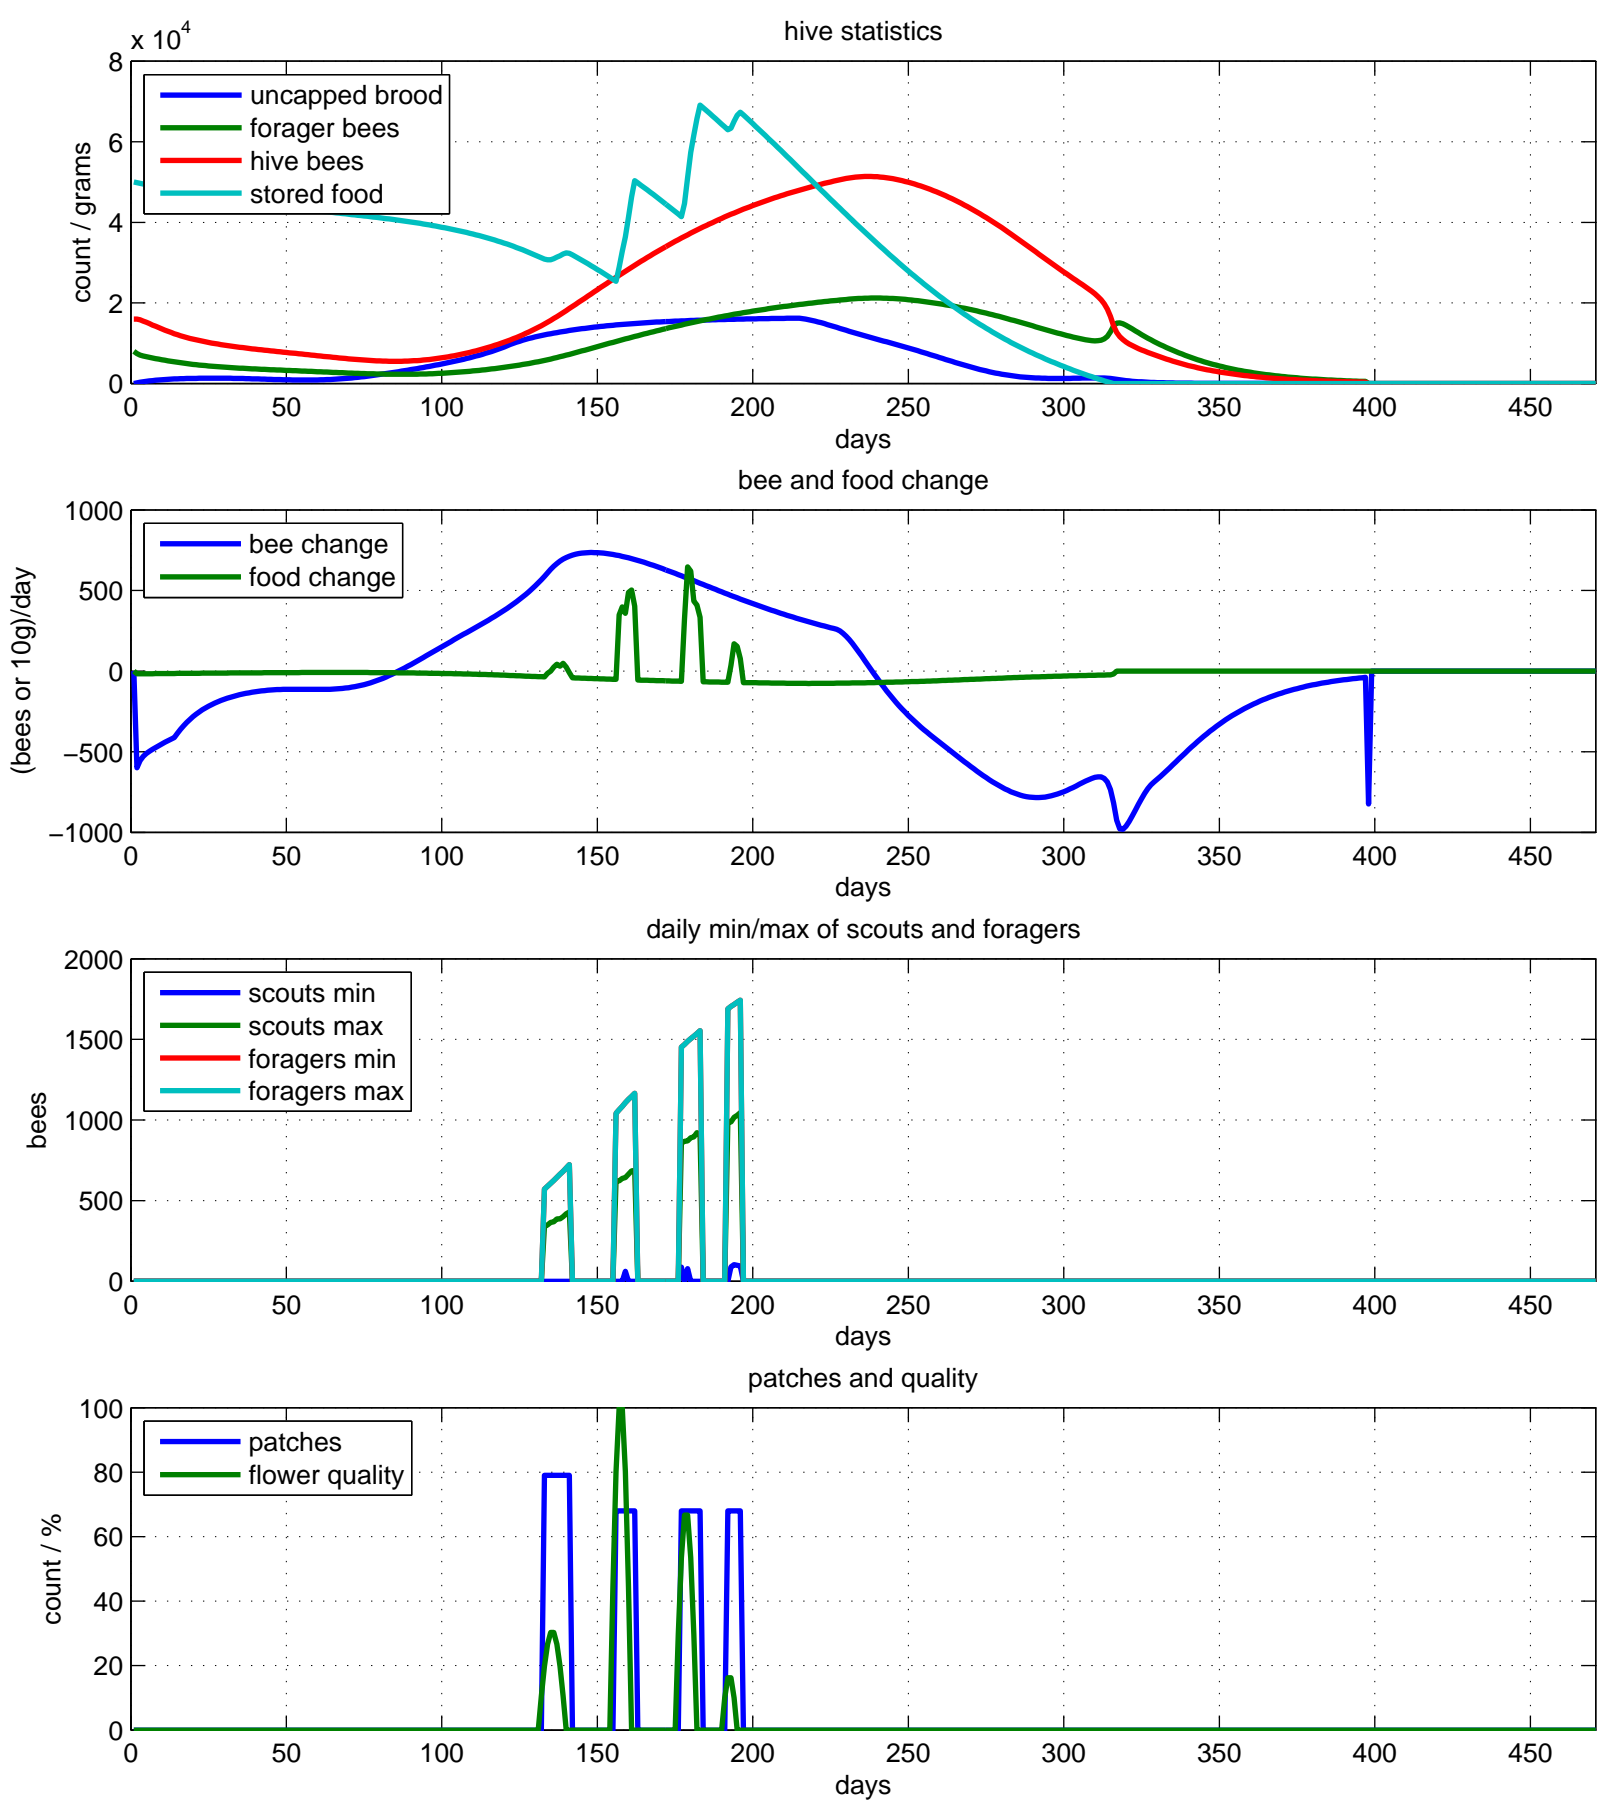 hive statistics
x 10^4
8
6
4
2
0
count / grams
uncapped brood
forager bees
hive bees
stored food
0 50 100 150 200 250 300 350 400 450
days
bee and food change
1000
500
0
−500
−1000
(bees or 10g)/day
bee change
food change
0 50 100 150 200 250 300 350 400 450
days
daily min/max of scouts and foragers
2000
1500
1000
500
0
bees
scouts min
scouts max
foragers min
foragers max
0 50 100 150 200 250 300 350 400 450
days
patches and quality
100
80
60
40
20
0
count / %
patches
flower quality
0 50 100 150 200 250 300 350 400 450
days